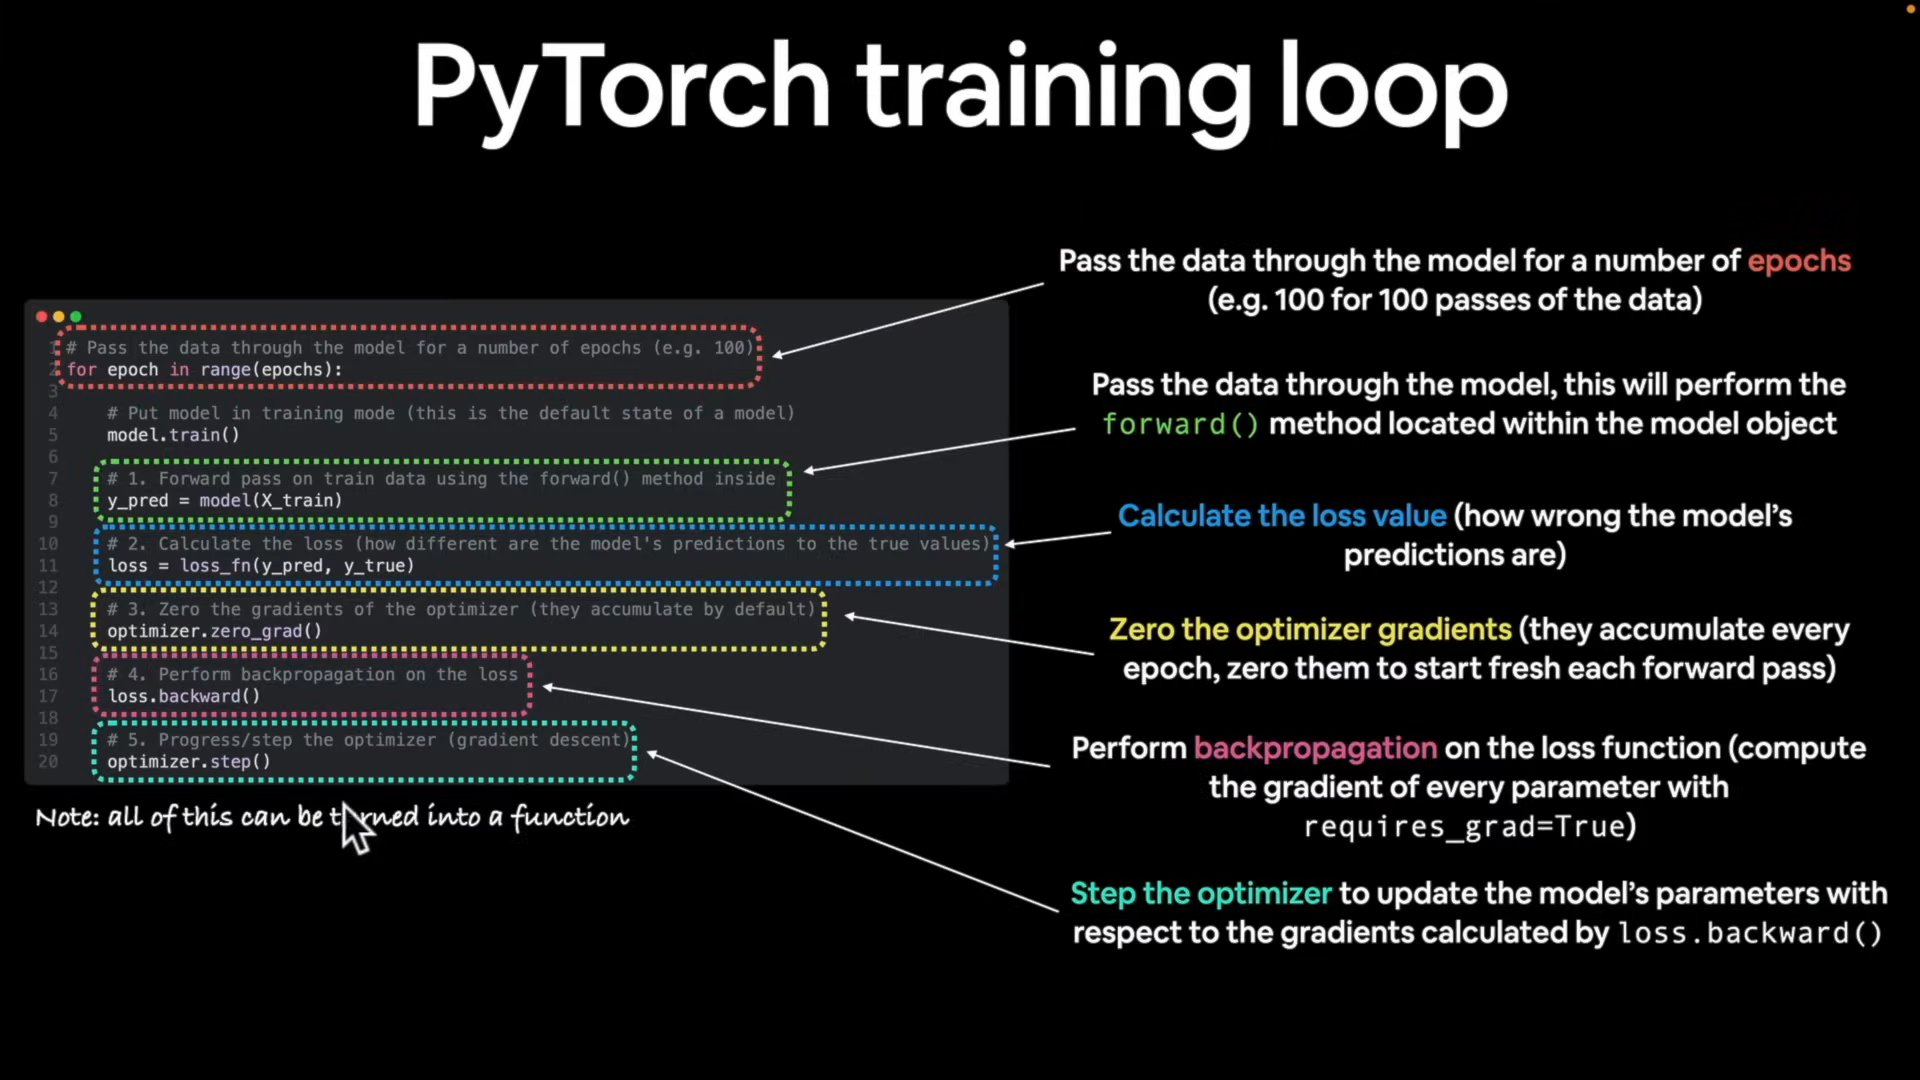 PyTorch training loop
1 # Pass the data through the model for a number of epochs (e.g. 100)
2 for epoch in range(epochs):
3
4 # Put model in training mode (this is the default state of a model)
5 model.train()
6
7 # 1. Forward pass on train data using the forward() method inside
8 y_pred = model(X_train)
9
10 # 2. Calculate the loss (how different are the model's predictions to the true values)
11 loss = loss_fn(y_pred, y_true)
12
13 # 3. Zero the gradients of the optimizer (they accumulate by default)
14 optimizer.zero_grad()
15
16 # 4. Perform backpropagation on the loss
17 loss.backward()
18
19 # 5. Progress/step the optimizer (gradient descent)
20 optimizer.step()
Note: all of this can be turned into a function
Pass the data through the model for a number of epochs
(e.g. 100 for 100 passes of the data)
Pass the data through the model, this will perform the
forward() method located within the model object
Calculate the loss value (how wrong the model’s
predictions are)
Zero the optimizer gradients (they accumulate every
epoch, zero them to start fresh each forward pass)
Perform backpropagation on the loss function (compute
the gradient of every parameter with
requires_grad=True)
Step the optimizer to update the model’s parameters with
respect to the gradients calculated by loss.backward()